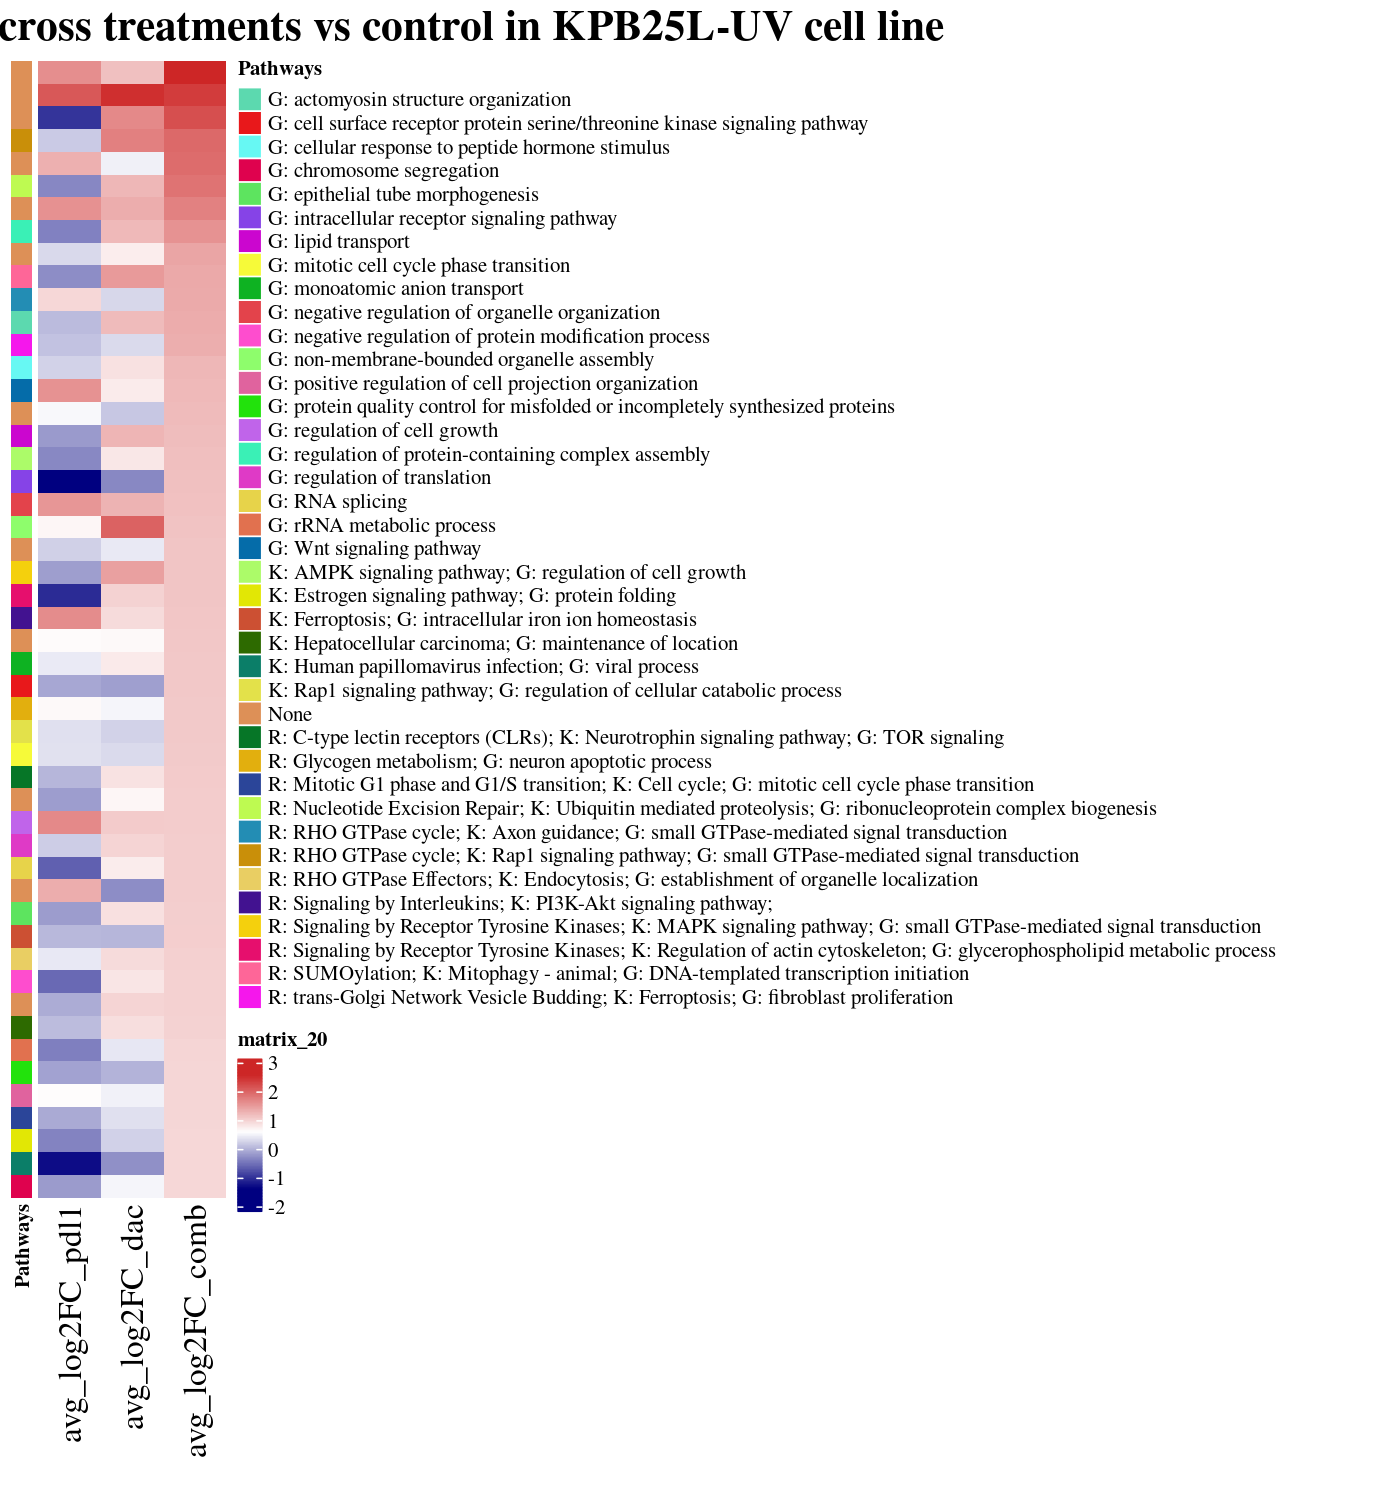 cross treatments vs control in KPB25L-UV cell line
Pathways
G: actomyosin structure organization
G: cell surface receptor protein serine/threonine kinase signaling pathway
G: cellular response to peptide hormone stimulus
G: chromosome segregation
G: epithelial tube morphogenesis
G: intracellular receptor signaling pathway
G: lipid transport
G: mitotic cell cycle phase transition
G: monoatomic anion transport
G: negative regulation of organelle organization
G: negative regulation of protein modification process
G: non-membrane-bounded organelle assembly
G: positive regulation of cell projection organization
G: protein quality control for misfolded or incompletely synthesized proteins
G: regulation of cell growth
G: regulation of protein-containing complex assembly
G: regulation of translation
G: RNA splicing
G: rRNA metabolic process
G: Wnt signaling pathway
K: AMPK signaling pathway; G: regulation of cell growth
K: Estrogen signaling pathway; G: protein folding
K: Ferroptosis; G: intracellular iron ion homeostasis
K: Hepatocellular carcinoma; G: maintenance of location
K: Human papillomavirus infection; G: viral process
K: Rap1 signaling pathway; G: regulation of cellular catabolic process
None
R: C-type lectin receptors (CLRs); K: Neurotrophin signaling pathway; G: TOR signaling
R: Glycogen metabolism; G: neuron apoptotic process
R: Mitotic G1 phase and G1/S transition; K: Cell cycle; G: mitotic cell cycle phase transition
R: Nucleotide Excision Repair; K: Ubiquitin mediated proteolysis; G: ribonucleoprotein complex biogenesis
R: RHO GTPase cycle; K: Axon guidance; G: small GTPase-mediated signal transduction
R: RHO GTPase cycle; K: Rap1 signaling pathway; G: small GTPase-mediated signal transduction
R: RHO GTPase Effectors; K: Endocytosis; G: establishment of organelle localization
R: Signaling by Interleukins; K: PI3K-Akt signaling pathway;
R: Signaling by Receptor Tyrosine Kinases; K: MAPK signaling pathway; G: small GTPase-mediated signal transduction
R: Signaling by Receptor Tyrosine Kinases; K: Regulation of actin cytoskeleton; G: glycerophospholipid metabolic process
R: SUMOylation; K: Mitophagy - animal; G: DNA-templated transcription initiation
R: trans-Golgi Network Vesicle Budding; K: Ferroptosis; G: fibroblast proliferation
matrix_20
3
2
1
0
-1
-2
Pathways
avg_log2FC_pdl1
avg_log2FC_dac
avg_log2FC_comb